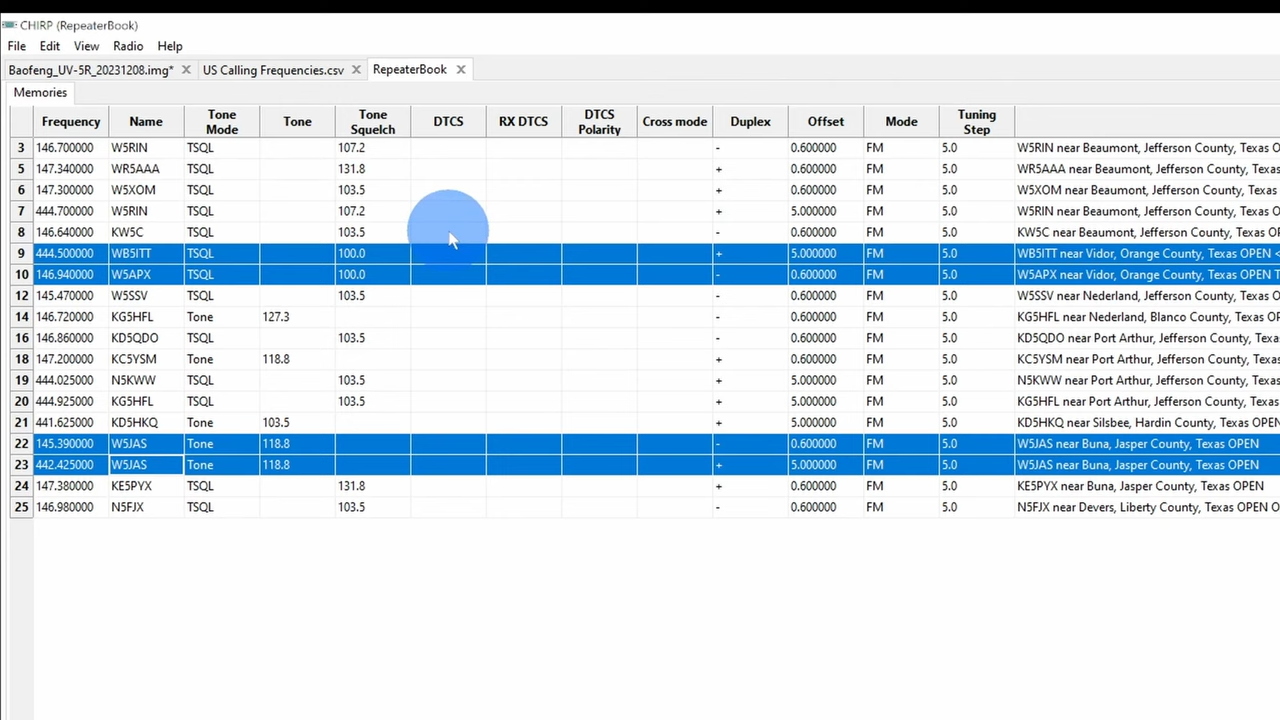 CHIRP (RepeaterBook)
File Edit View Radio Help
Baofeng_UV-5R_20231208.img* US Calling Frequencies.csv RepeaterBook
Memories
Frequency Name Tone Mode Tone Tone Squelch DTCS RX DTCS DTCS Polarity Cross mode Duplex Offset Mode Tuning Step
3 146.700000 W5RIN TSQL 107.2 - 0.600000 FM 5.0 W5RIN near Beaumont, Jefferson County, Texas O
5 147.340000 WR5AAA TSQL 131.8 + 0.600000 FM 5.0 WR5AAA near Beaumont, Jefferson County, Texas
6 147.300000 W5XOM TSQL 103.5 + 0.600000 FM 5.0 W5XOM near Beaumont, Jefferson County, Texas
7 444.700000 W5RIN TSQL 107.2 + 5.000000 FM 5.0 W5RIN near Beaumont, Jefferson County, Texas O
8 146.640000 KW5C TSQL 103.5 - 0.600000 FM 5.0 KW5C near Beaumont, Jefferson County, Texas O
9 444.500000 WB5ITT TSQL 100.0 + 5.000000 FM 5.0 WB5ITT near Vidor, Orange County, Texas OPEN <
10 146.940000 W5APX TSQL 100.0 - 0.600000 FM 5.0 W5APX near Vidor, Orange County, Texas OPEN T
12 145.470000 W5SSV TSQL 103.5 - 0.600000 FM 5.0 W5SSV near Nederland, Jefferson County, Texas O
14 146.720000 KG5HFL Tone 127.3 - 0.600000 FM 5.0 KG5HFL near Nederland, Blanco County, Texas
16 146.860000 KD5QDO TSQL 103.5 - 0.600000 FM 5.0 KD5QDO near Port Arthur, Jefferson County, Texas
18 147.200000 KC5YSM Tone 118.8 + 0.600000 FM 5.0 KC5YSM near Port Arthur, Jefferson County, Texas
19 444.025000 N5KWW TSQL 103.5 + 5.000000 FM 5.0 N5KWW near Port Arthur, Jefferson County, Texas
20 444.925000 KG5HFL TSQL 103.5 + 5.000000 FM 5.0 KG5HFL near Port Arthur, Jefferson County, Texas
21 441.625000 KD5HKQ Tone 103.5 + 5.000000 FM 5.0 KD5HKQ near Silsbee, Hardin County, Texas OPEN
22 145.390000 W5JAS Tone 118.8 - 0.600000 FM 5.0 W5JAS near Buna, Jasper County, Texas OPEN
23 442.425000 W5JAS Tone 118.8 + 5.000000 FM 5.0 W5JAS near Buna, Jasper County, Texas OPEN
24 147.380000 KE5PYX TSQL 131.8 + 0.600000 FM 5.0 KE5PYX near Buna, Jasper County, Texas OPEN
25 146.980000 N5FJX TSQL 103.5 - 0.600000 FM 5.0 N5FJX near Devers, Liberty County, Texas OPEN O